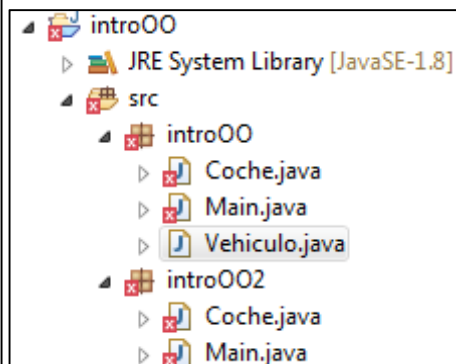 introOO
JRE System Library [JavaSE-1.8]
src
introOO
Coche.java
Main.java
Vehiculo.java
introOO2
Coche.java
Main.java